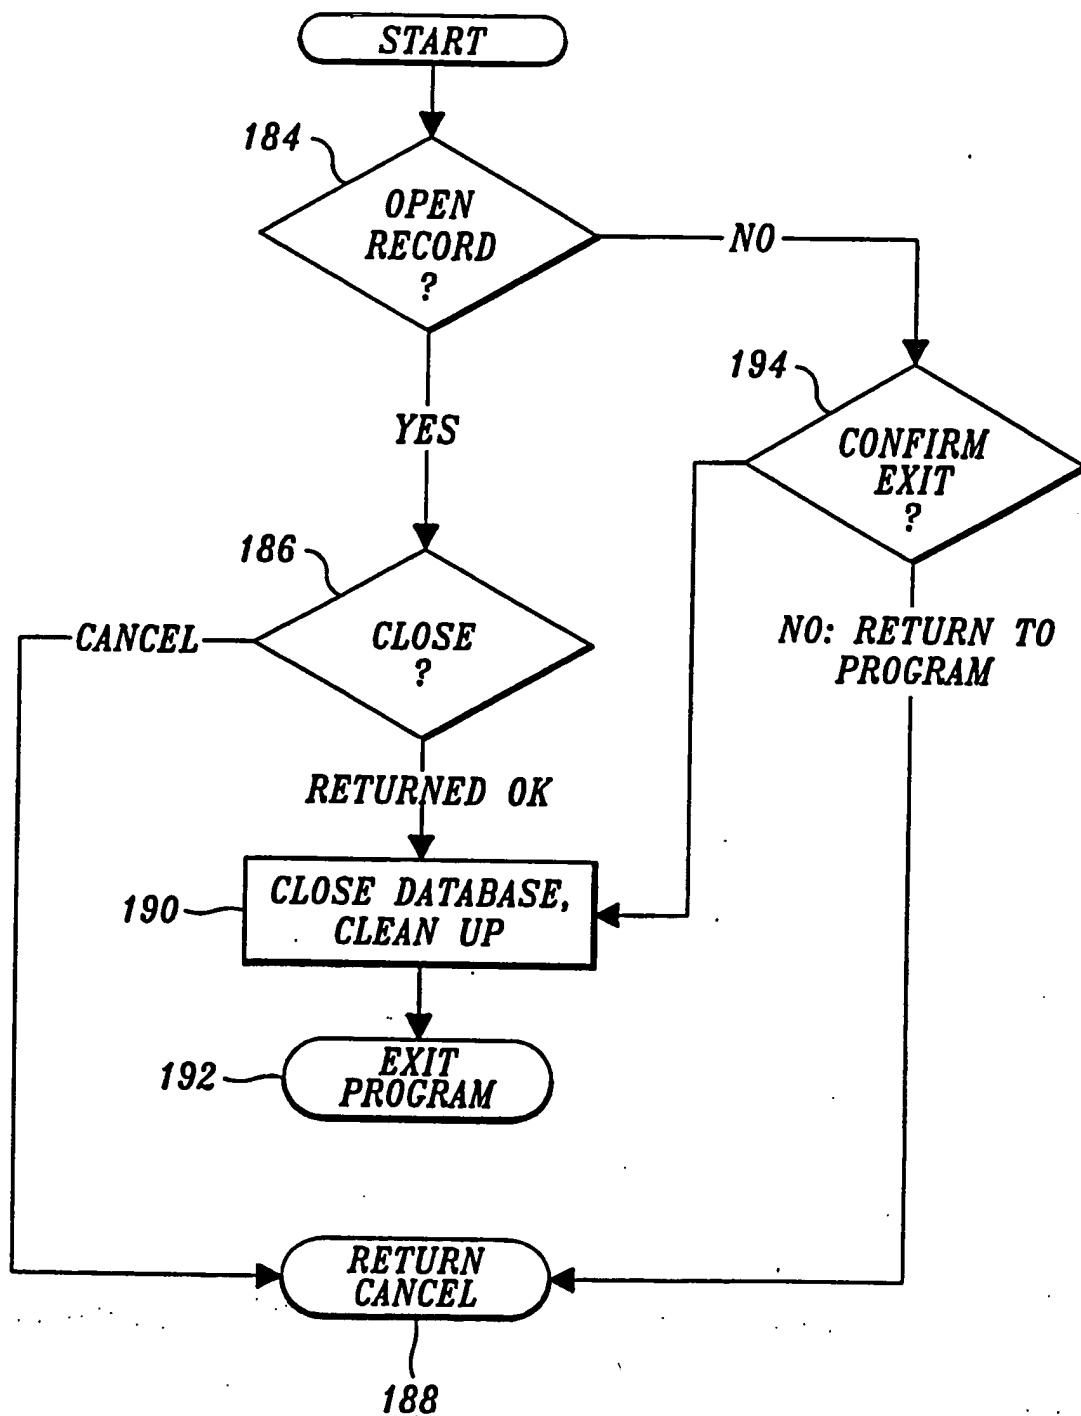 START
184
OPEN
RECORD
?
NO
194
CONFIRM
EXIT
?
YES
186
CANCEL
CLOSE
?
NO: RETURN TO
PROGRAM
RETURNED OK
190
CLOSE DATABASE,
CLEAN UP
192
EXIT
PROGRAM
RETURN
CANCEL
188